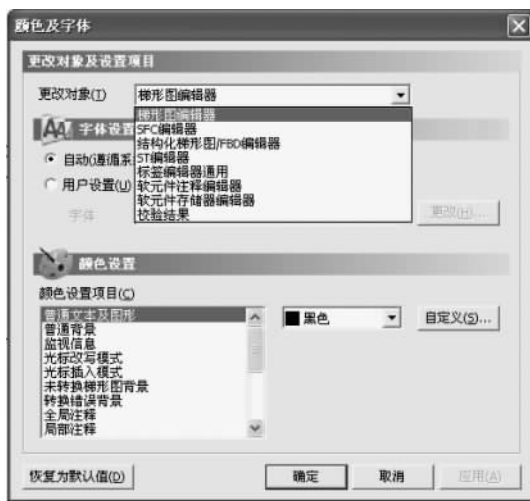 颜色及字体
更改对象及设置项目
更改对象(T) 梯形图编辑器
梯形图编辑器
SFC编辑器
结构化梯形图/FBD编辑器
ST编辑器
标签编辑器通用
软元件注释编辑器
软元件存储器编辑器
校验结果
字体设置
自动(遵循系
用户设置(U)
字体
更改(H)...
颜色设置
颜色设置项目(C)
普通文本及图形
普通背景
监视信息
光标改写模式
光标插入模式
未转换梯形图背景
转换错误背景
全局注释
局部注释
黑色
自定义(S)...
恢复为默认值(D)
确定
取消
应用(A)